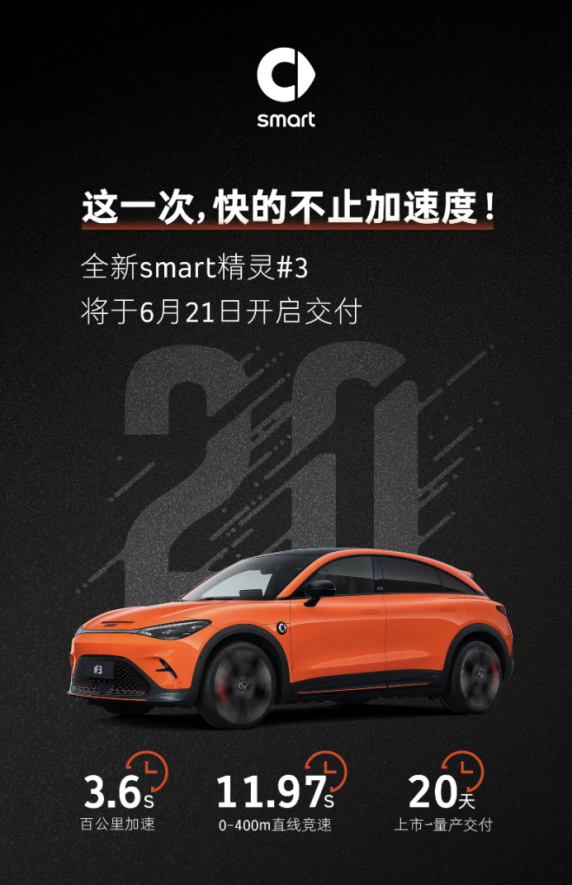 smart
这一次,快的不止加速度!
全新smart精灵#3
将于6月21日开启交付
20
#3
3.6s 11.97s 20天
百公里加速 0-400m直线竞速 上市→量产交付